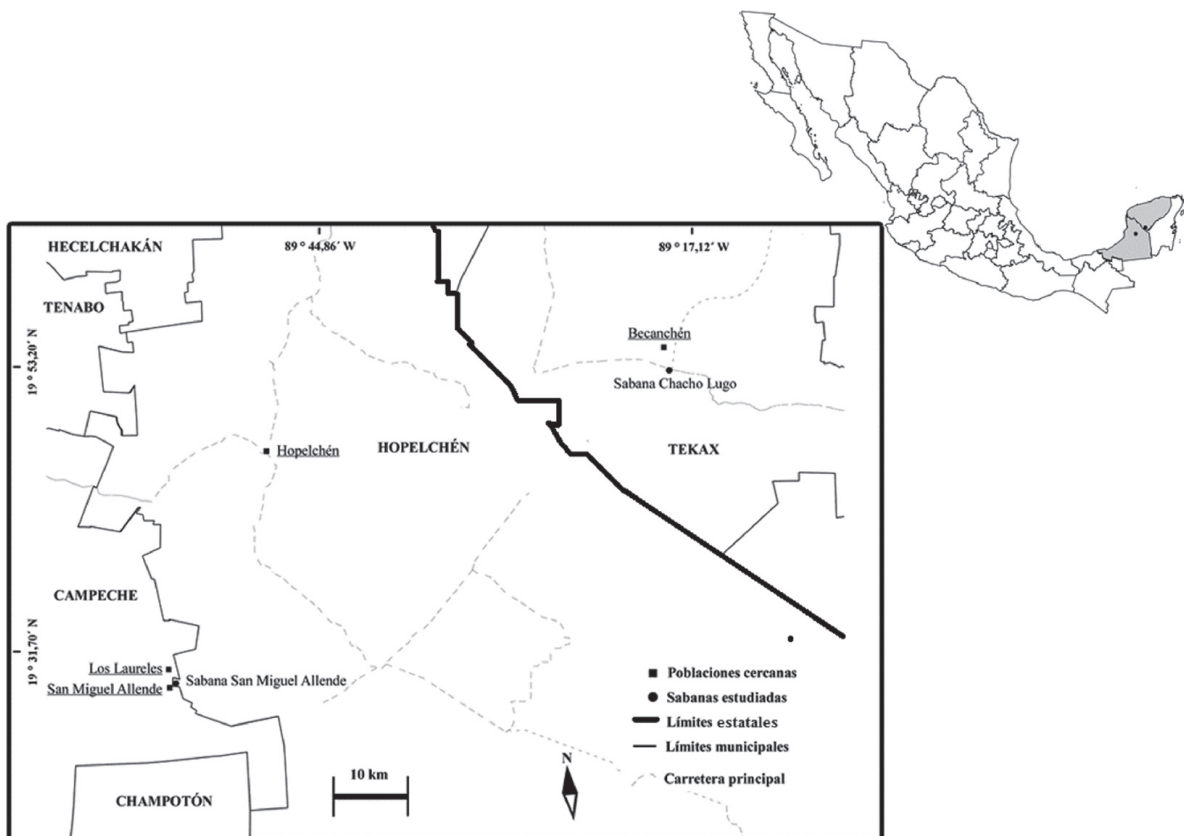 HECELCHAKÁN
89 ° 44,86´ W
89 ° 17,12´ W
TENABO
Becanchén
19 ° 53,20´ N
Sabana Chacho Lugo
Hopelchén
HOPELCHÉN
TEKAX
CAMPECHE
19 ° 31,70´ N
Los Laureles
Sabana San Miguel Allende
San Miguel Allende
Poblaciones cercanas
Sabanas estudiadas
Límites estatales
Límites municipales
Carretera principal
N
10 km
CHAMPOTÓN